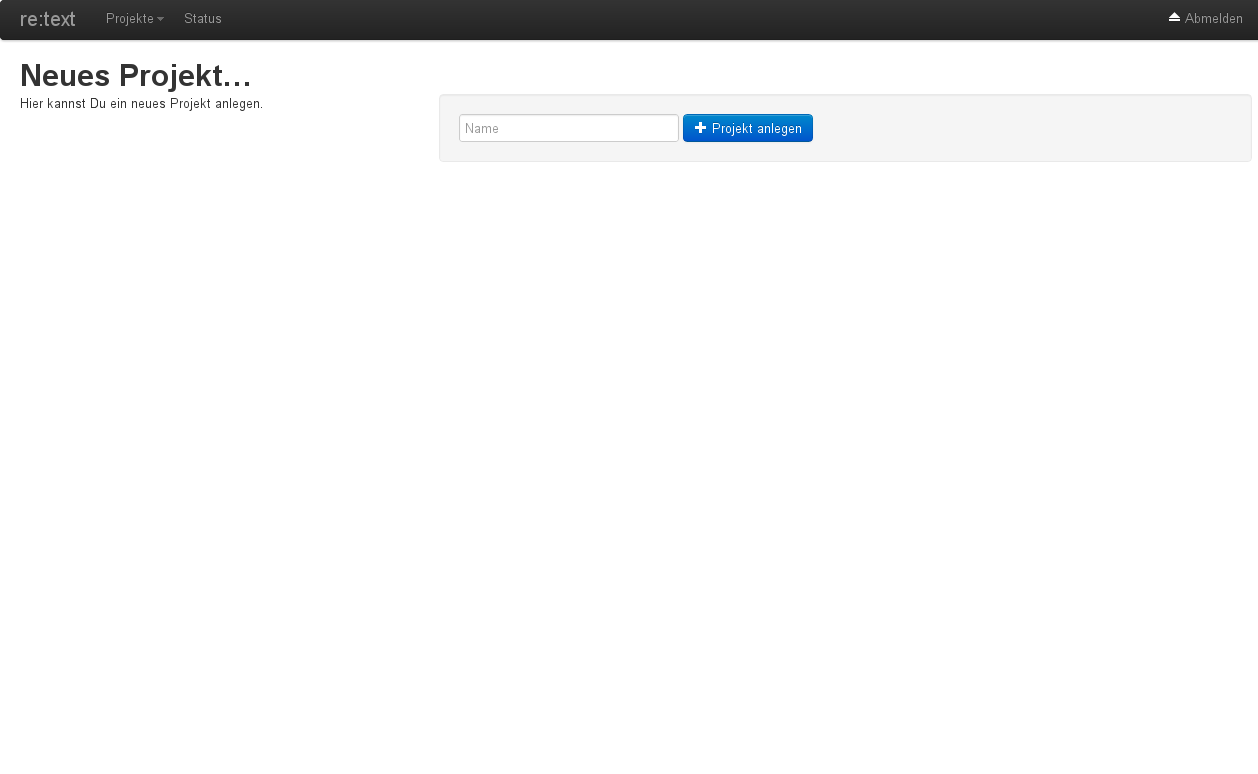 re:text Projekte Status Abmelden
Neues Projekt...
Hier kannst Du ein neues Projekt anlegen.
Name Projekt anlegen